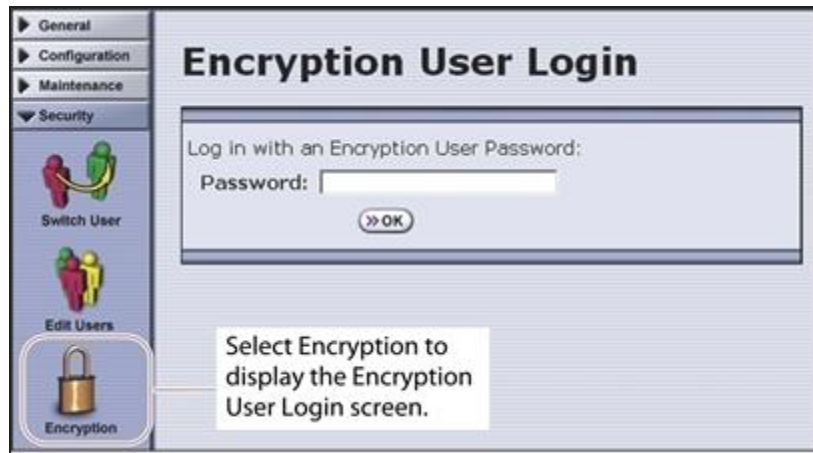 General
Configuration
Maintenance
Security
Switch User
Edit Users
Encryption
Encryption User Login
Log in with an Encryption User Password:
Password:
OK
Select Encryption to
display the Encryption
User Login screen.